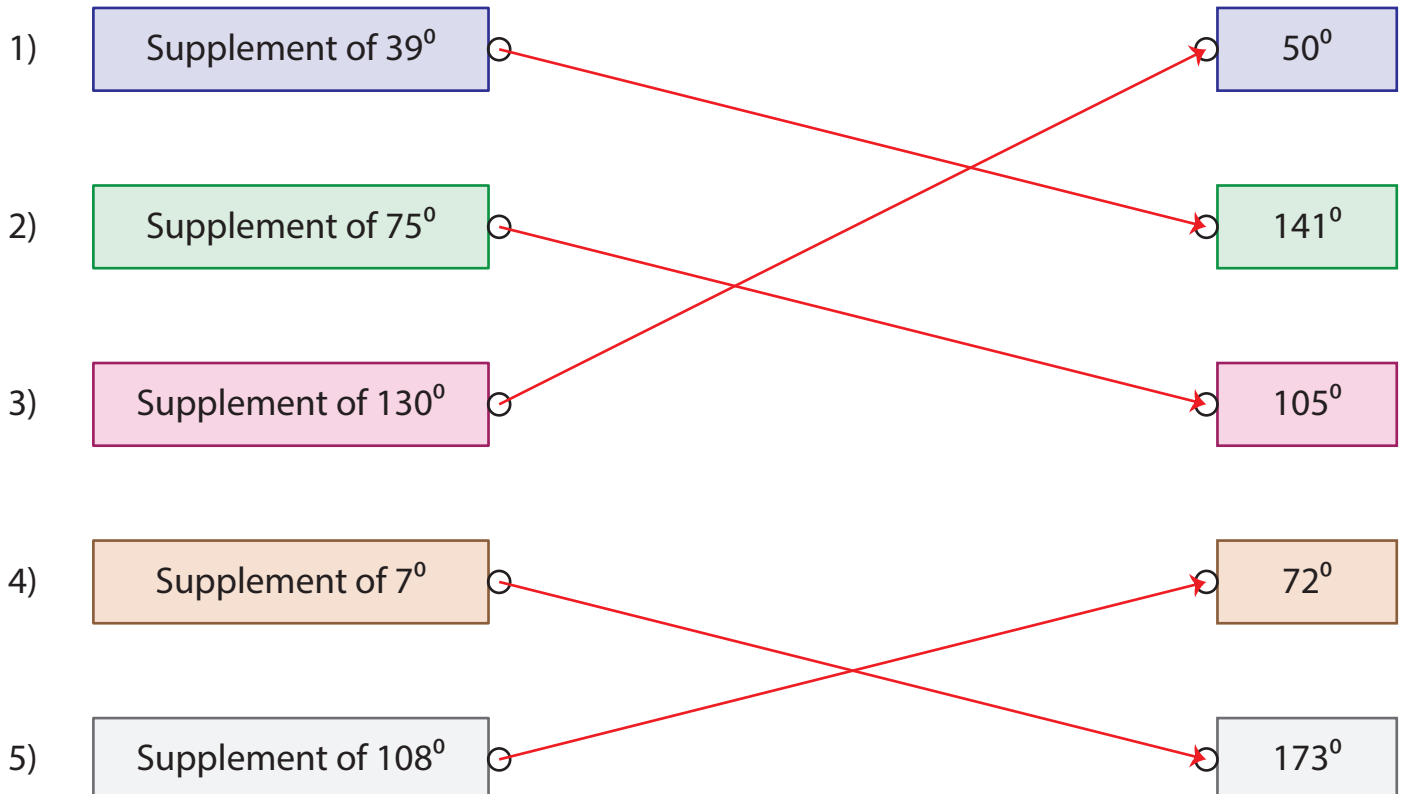 1) Supplement of 39⁰ 50⁰
2) Supplement of 75⁰ 141⁰
3) Supplement of 130⁰ 105⁰
4) Supplement of 7⁰ 72⁰
5) Supplement of 108⁰ 173⁰